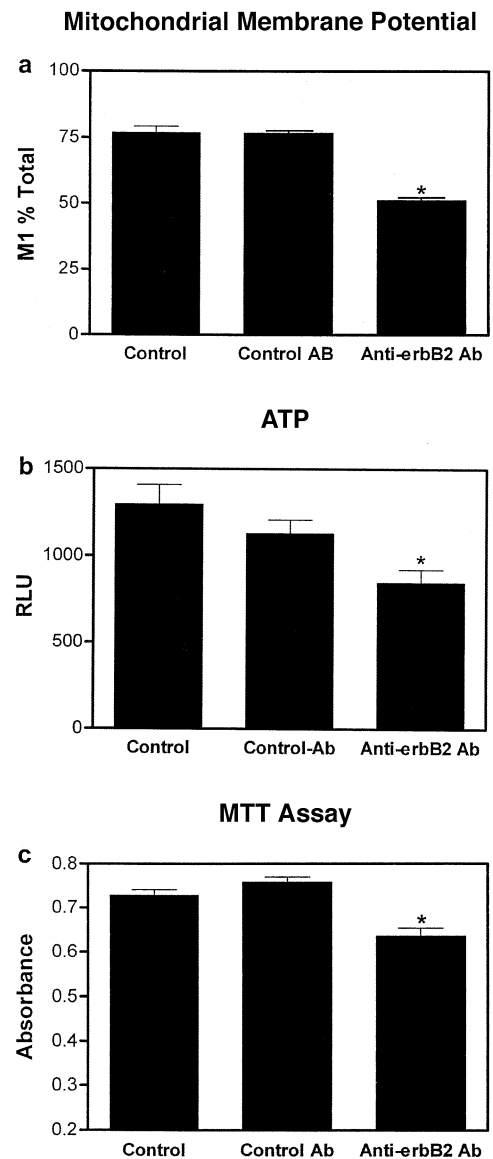 Mitochondrial Membrane Potential
a
100
75
50
25
0
M1 % Total
*
Control Control AB Anti-erbB2 Ab
ATP
b
1500
1000
500
0
RLU
*
Control Control-Ab Anti-erbB2 Ab
MTT Assay
c
0.8
0.7
0.6
0.5
0.4
0.3
0.2
Absorbance
*
Control Control Ab Anti-erbB2 Ab